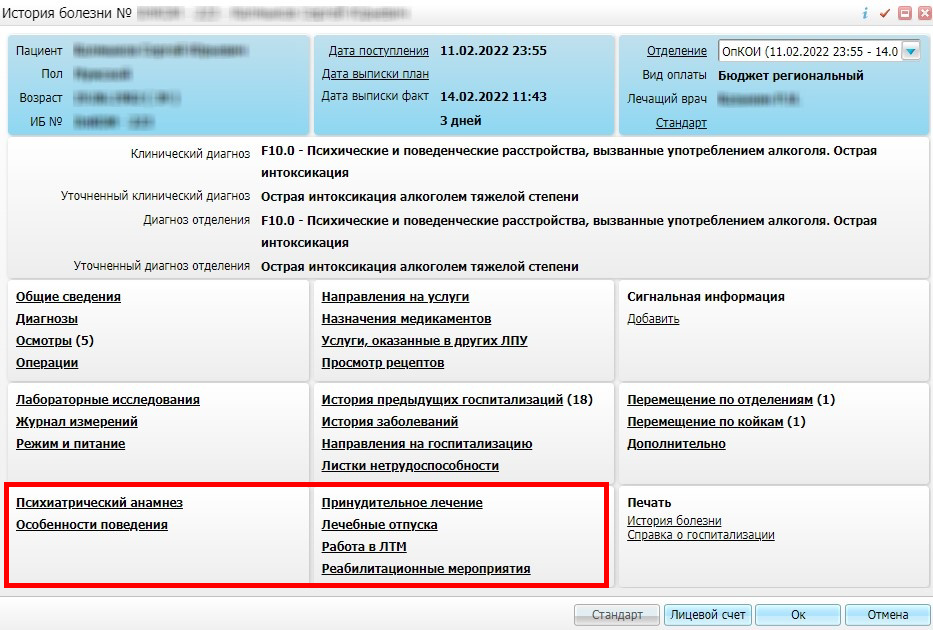 История болезни №
Пациент
Пол
Возраст
ИБ №
Дата поступления 11.02.2022 23:55
Дата выписки план
Дата выписки факт 14.02.2022 11:43
3 дней
Отделение ОпКОИ (11.02.2022 23:55 - 14.0
Вид оплаты Бюджет региональный
Лечащий врач
Стандарт
Клинический диагноз F10.0 - Психические и поведенческие расстройства, вызванные употреблением алкоголя. Острая
интоксикация
Уточненный клинический диагноз Острая интоксикация алкоголем тяжелой степени
Диагноз отделения F10.0 - Психические и поведенческие расстройства, вызванные употреблением алкоголя. Острая
интоксикация
Уточненный диагноз отделения Острая интоксикация алкоголем тяжелой степени
Общие сведения
Диагнозы
Осмотры (5)
Операции
Направления на услуги
Назначения медикаментов
Услуги, оказанные в других ЛПУ
Просмотр рецептов
Сигнальная информация
Добавить
Лабораторные исследования
Журнал измерений
Режим и питание
История предыдущих госпитализаций (18)
История заболеваний
Направления на госпитализацию
Листки нетрудоспособности
Перемещение по отделениям (1)
Перемещение по койкам (1)
Дополнительно
Психиатрический анамнез
Особенности поведения
Принудительное лечение
Лечебные отпуска
Работа в ЛТМ
Реабилитационные мероприятия
Печать
История болезни
Справка о госпитализации
Стандарт Лицевой счет Ок Отмена